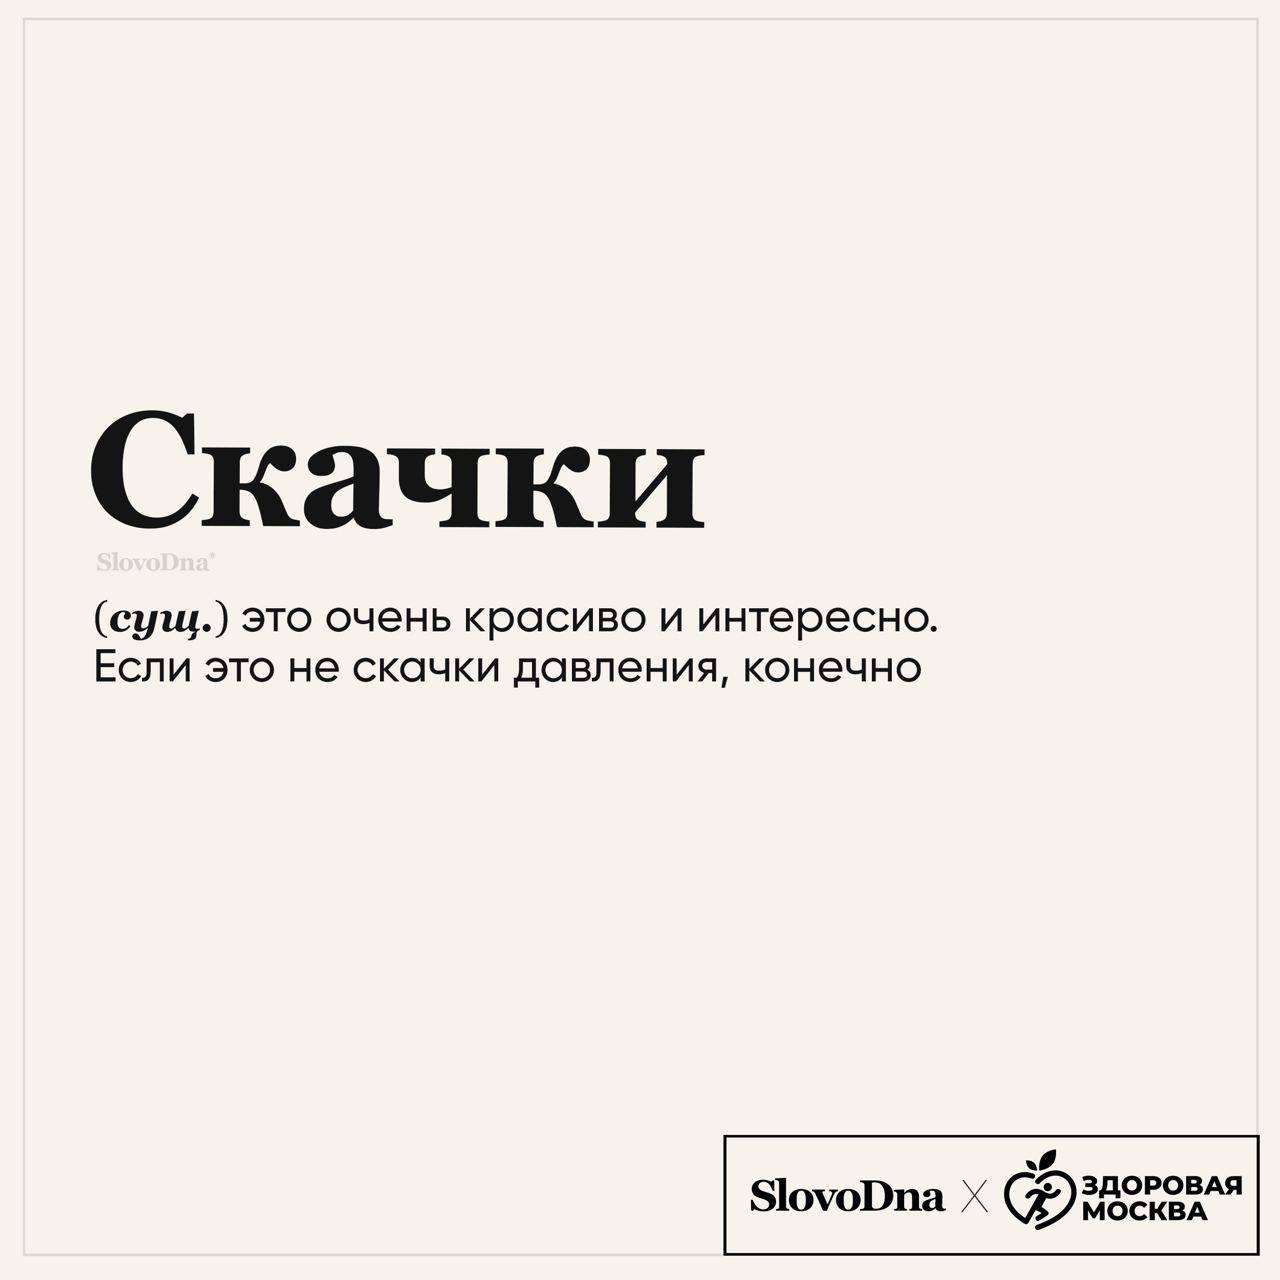 Скачки
SlovoDna®
(сущ.) это очень красиво и интересно.
Если это не скачки давления, конечно
SlovoDna X ЗДОРОВАЯ
МОСКВА